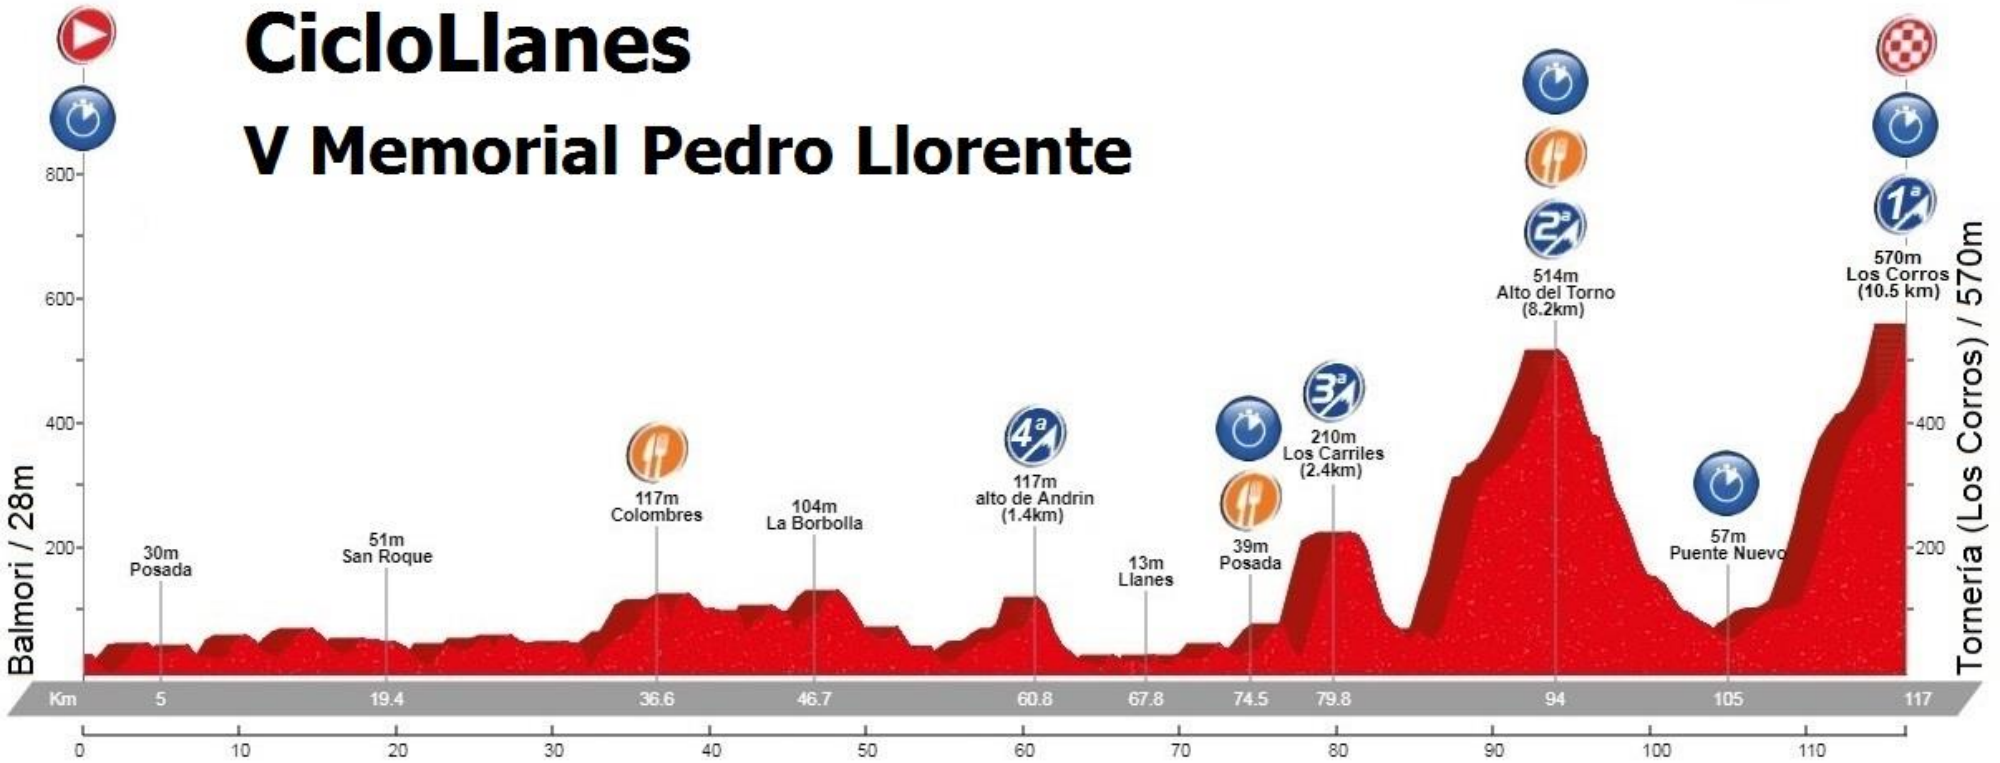 CicloLlanes
V Memorial Pedro Llorente
800
600
400
200
Balmori / 28m
30m
Posada
51m
San Roque
117m
Colombres
104m
La Borbolla
4ª
117m
alto de Andrin
(1.4km)
13m
Llanes
39m
Posada
3ª
210m
Los Carriles
(2.4km)
2ª
514m
Alto del Torno
(8.2km)
57m
Puente Nuevo
1ª
570m
Los Corros
(10.5 km)
400
200
Tornería (Los Corros) / 570m
Km 5 19.4 36.6 46.7 60.8 67.8 74.5 79.8 94 105 117
0 10 20 30 40 50 60 70 80 90 100 110